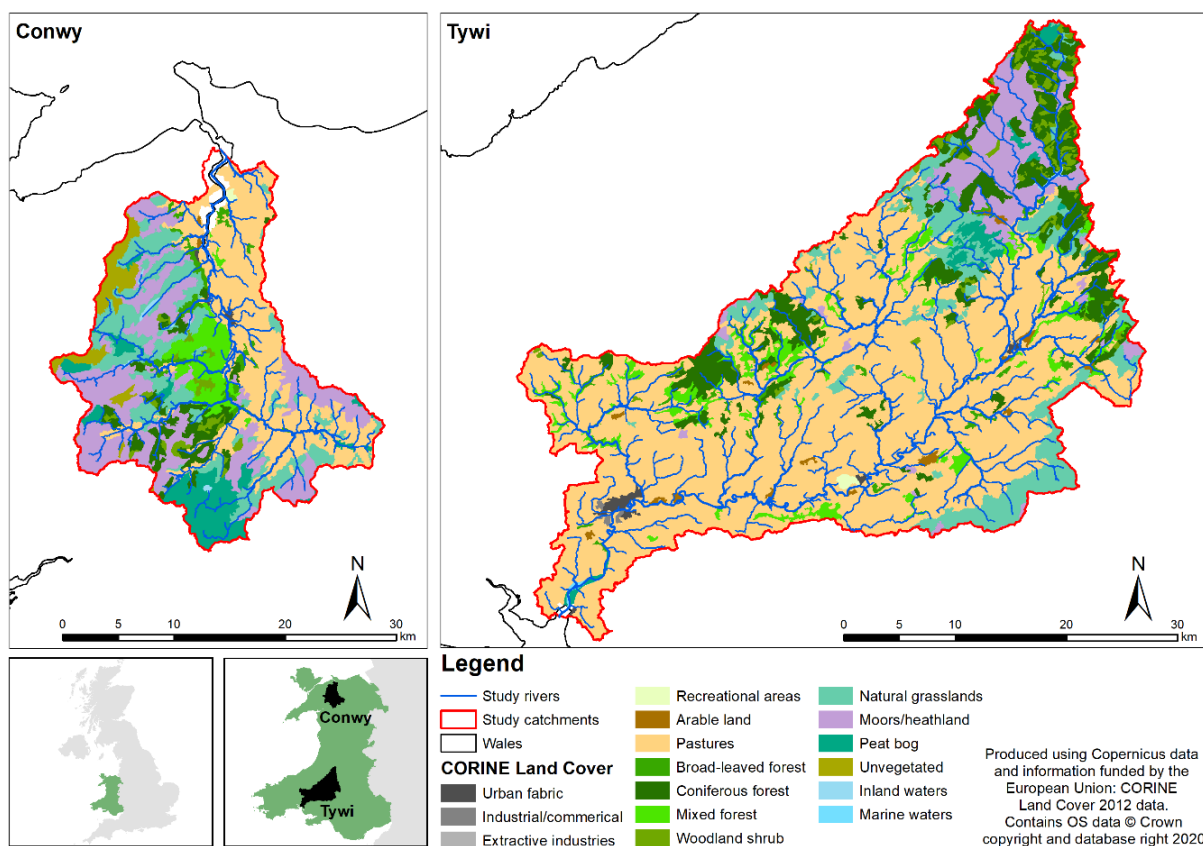 Conwy
N
0 5 10 20 30
km
Tywi
N
0 5 10 20 30
km
Conwy
Tywi
Legend
Study rivers
Study catchments
Wales
CORINE Land Cover
Urban fabric
Industrial/commerical
Extractive industries
Recreational areas
Arable land
Pastures
Broad-leaved forest
Coniferous forest
Mixed forest
Woodland shrub
Natural grasslands
Moors/heathland
Peat bog
Unvegetated
Inland waters
Marine waters
Produced using Copernicus data
and information funded by the
European Union: CORINE
Land Cover 2012 data.
Contains OS data © Crown
copyright and database right 2020